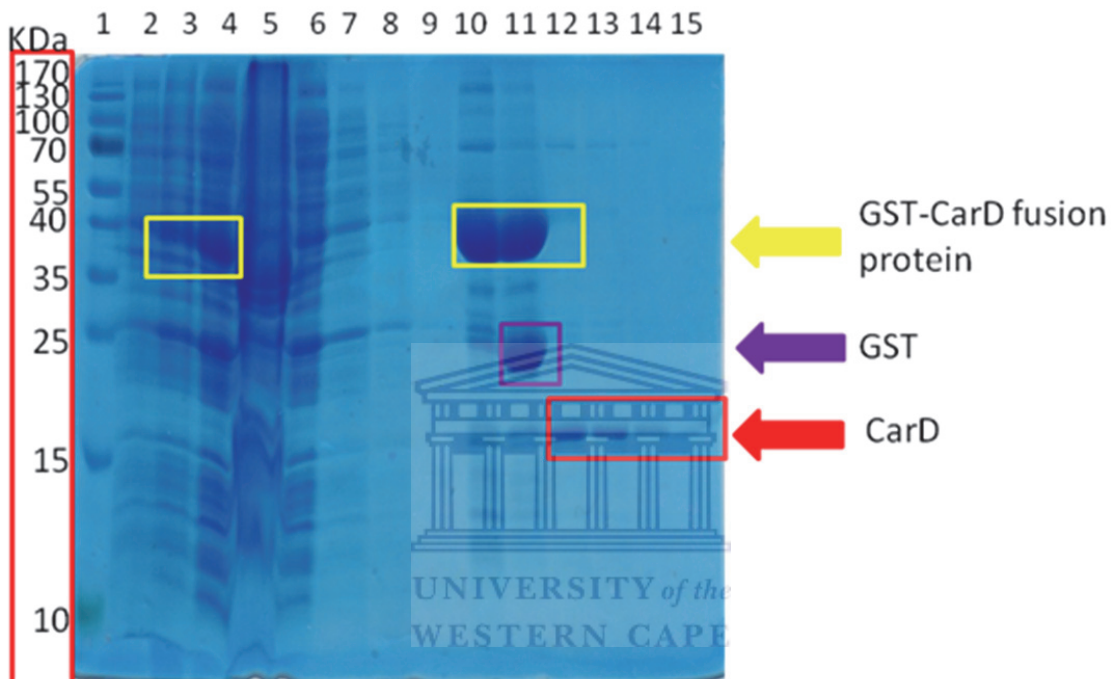 KDa
1 2 3 4 5 6 7 8 9 10 11 12 13 14 15
170
130
100
70
55
40
35
25
15
10
GST-CarD fusion
protein
GST
CarD
UNIVERSITY of the
WESTERN CAPE